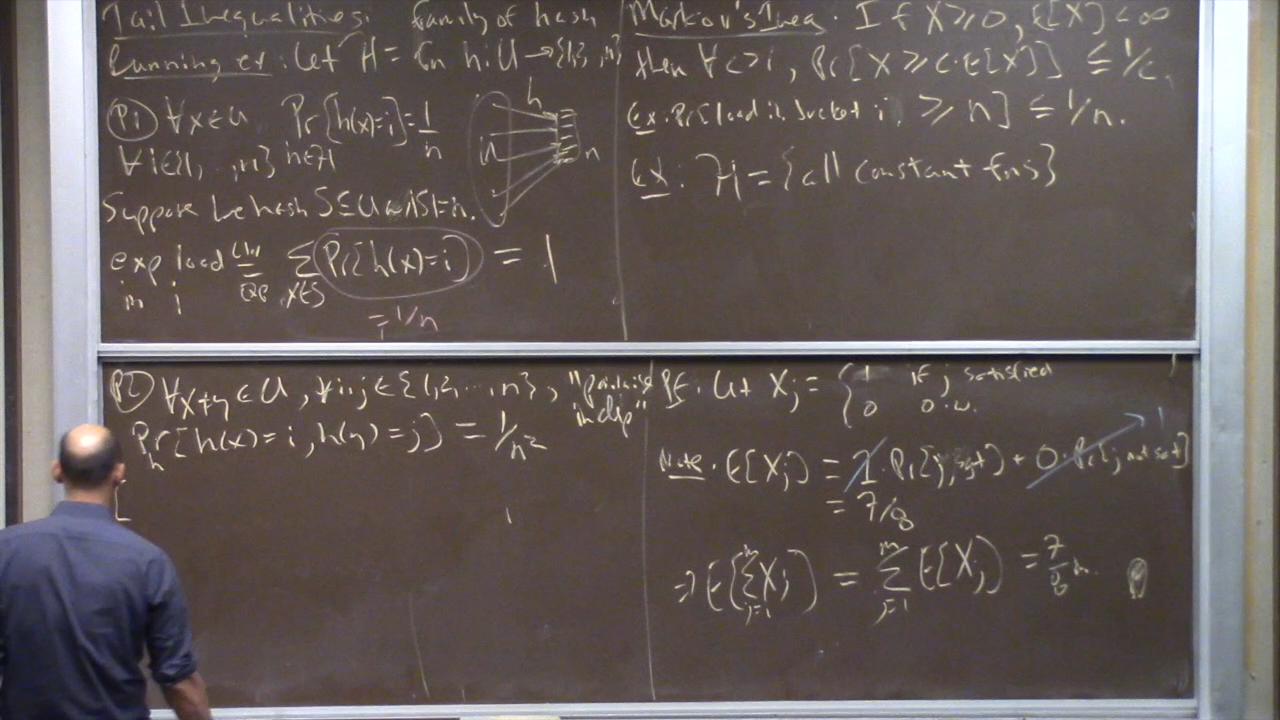 Tail Inequalities: family of hash
Running ex: Let H = fn h: U → {1,2,..,n}
(P1) ∀x∈U Pr[h(x)=i] = 1/n
∀i∈{1,..,n} h∈H
h
U
n
Suppose we hash S⊆U w/ |S|=n.
exp load = Σ Pr[h(x)=i] = 1
in i x∈S
= 1/n
Markov's Ineq. If X≥0, E[X]<∞
then ∀c>1, Pr[X ≥ c·E[X]] ≤ 1/c.
Ex: Pr[load in bucket i ≥ n] ≤ 1/n.
Ex: H = {all constant fns}
(P2) ∀x≠y∈U, ∀i,j∈{1,2,...,n}, "pairwise
indep"
Pr[h(x)=i, h(y)=j] = 1/n²
h
Pf: Let Xj = { 1 if j satisfied
0 o.w.
Note: E[Xj] = 1·Pr[j sat] + 0·Pr[j not sat]
= 7/8
⇒ E[Σ Xj] = Σ E[Xj] = 7/8 m.
j=1 j=1